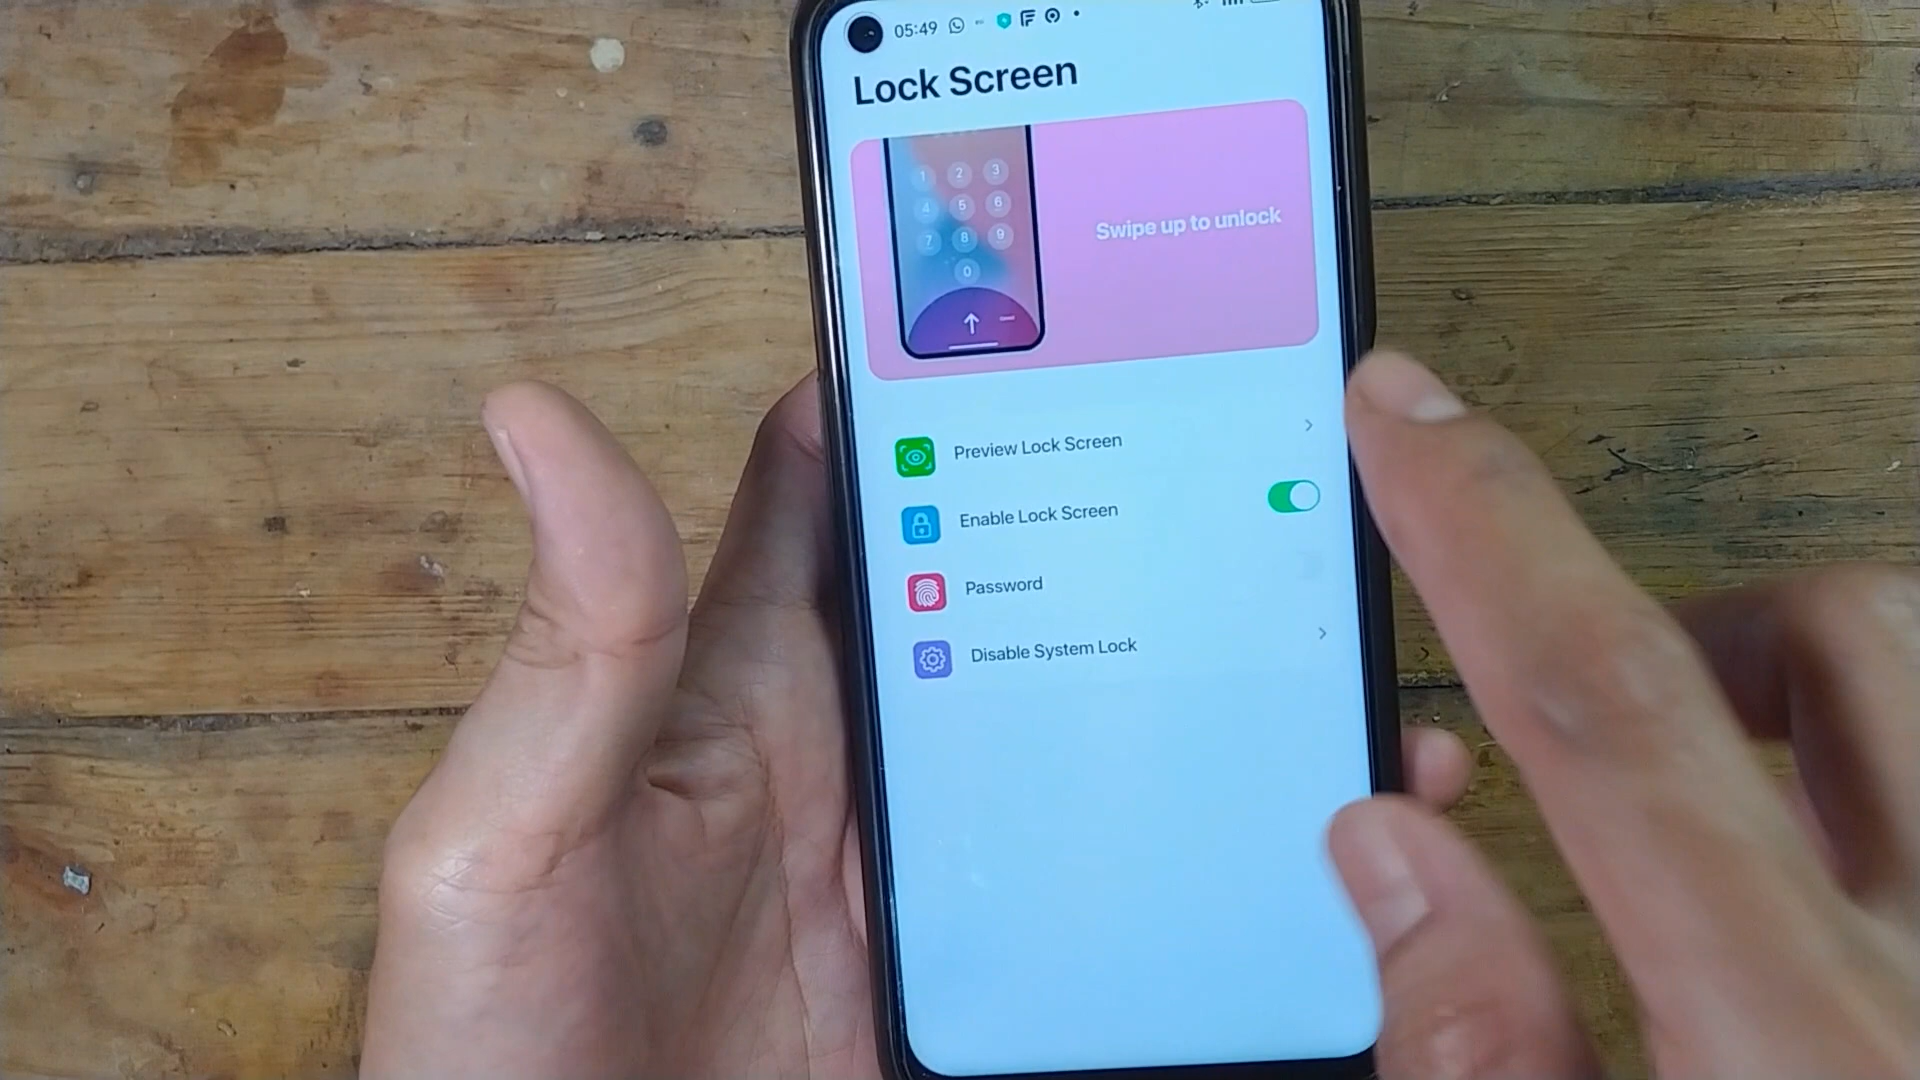 05:49
Lock Screen
1 2 3
4 5 6
7 8 9
0
Swipe up to unlock
Preview Lock Screen
Enable Lock Screen
Password
Disable System Lock